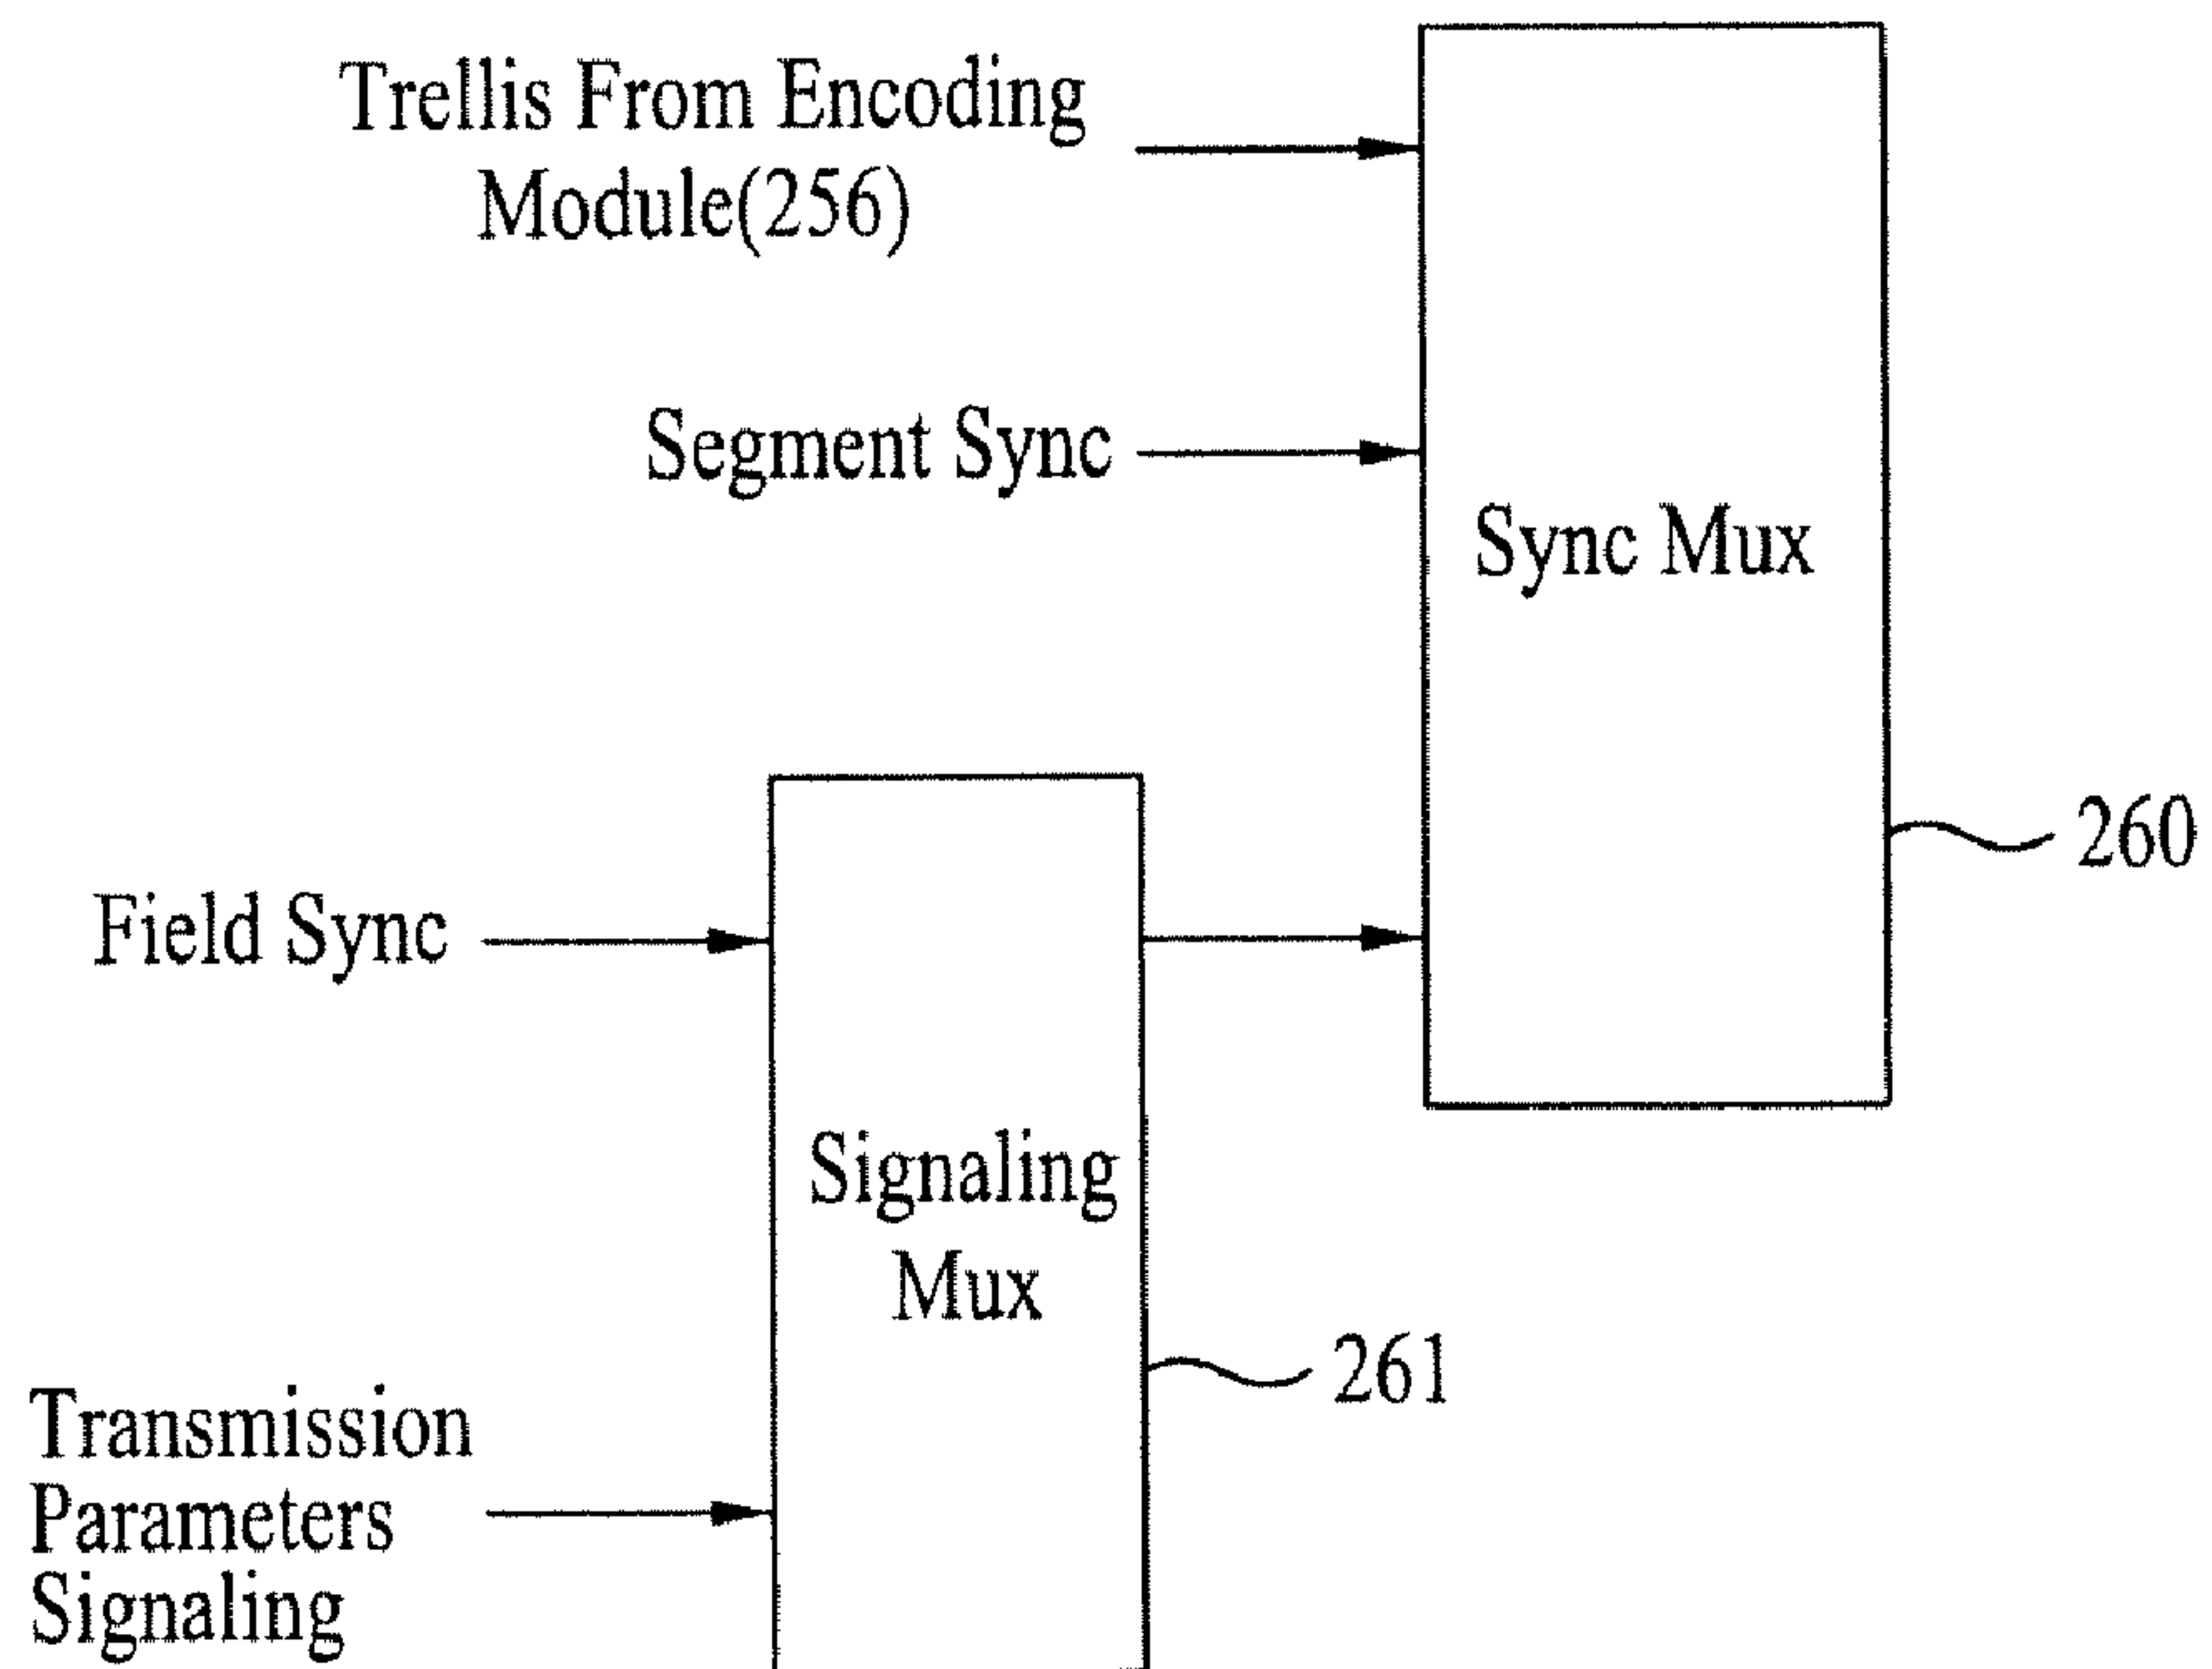 Trellis From Encoding
Module(256)
Segment Sync
Sync Mux
260
Field Sync
Signaling
Mux
261
Transmission
Parameters
Signaling